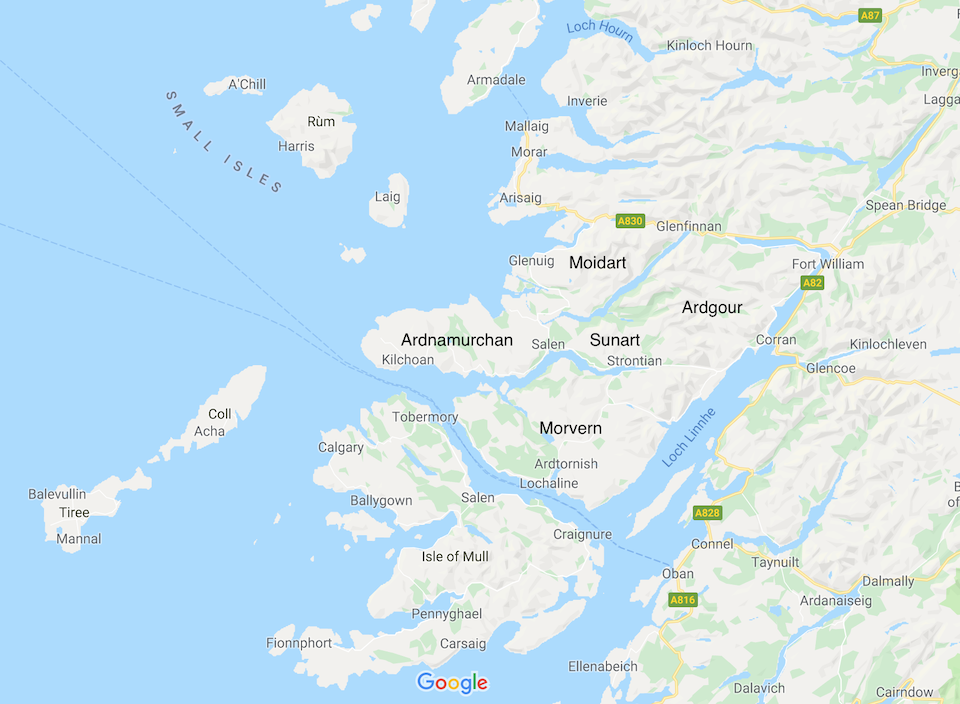 A87
Loch Hourn
Kinloch Hourn
Armadale
Inverg
A'Chill
SMALL ISLES
Inverie
Lagga
Rùm
Mallaig
Harris
Morar
Laig
Arisaig
Spean Bridge
A830
Glenfinnan
Glenuig
Moidart
Fort William
A82
Ardgour
Ardnamurchan
Salen
Sunart
Corran
Kinlochleven
Kilchoan
Strontian
Glencoe
Coll
Acha
Tobermory
Morvern
Loch Linnhe
Calgary
Ardtornish
Lochaline
Balevullin
Ballygown
Salen
B
of
Tiree
A828
Mannal
Craignure
Connel
Isle of Mull
Taynuilt
Oban
Dalmally
A816
Ardanaiseig
Pennyghael
Fionnphort
Carsaig
Ellenabeich
Google
Dalavich
Cairndow